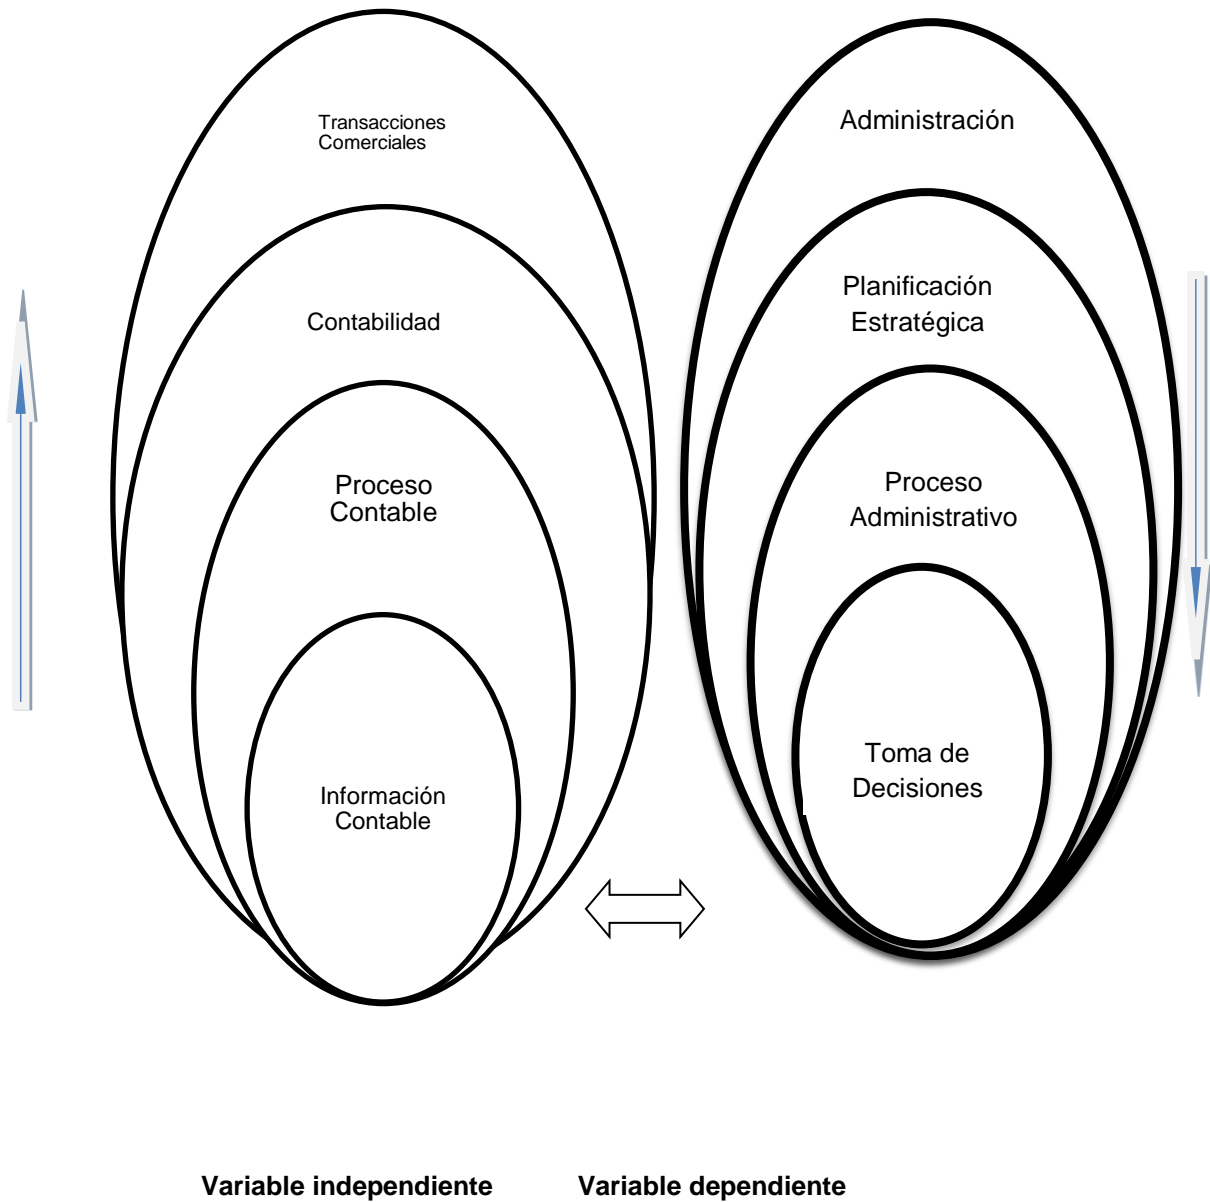 Transacciones
Comerciales
Contabilidad
Proceso
Contable
Información
Contable
Administración
Planificación
Estratégica
Proceso
Administrativo
Toma de
Decisiones
Variable independiente
Variable dependiente